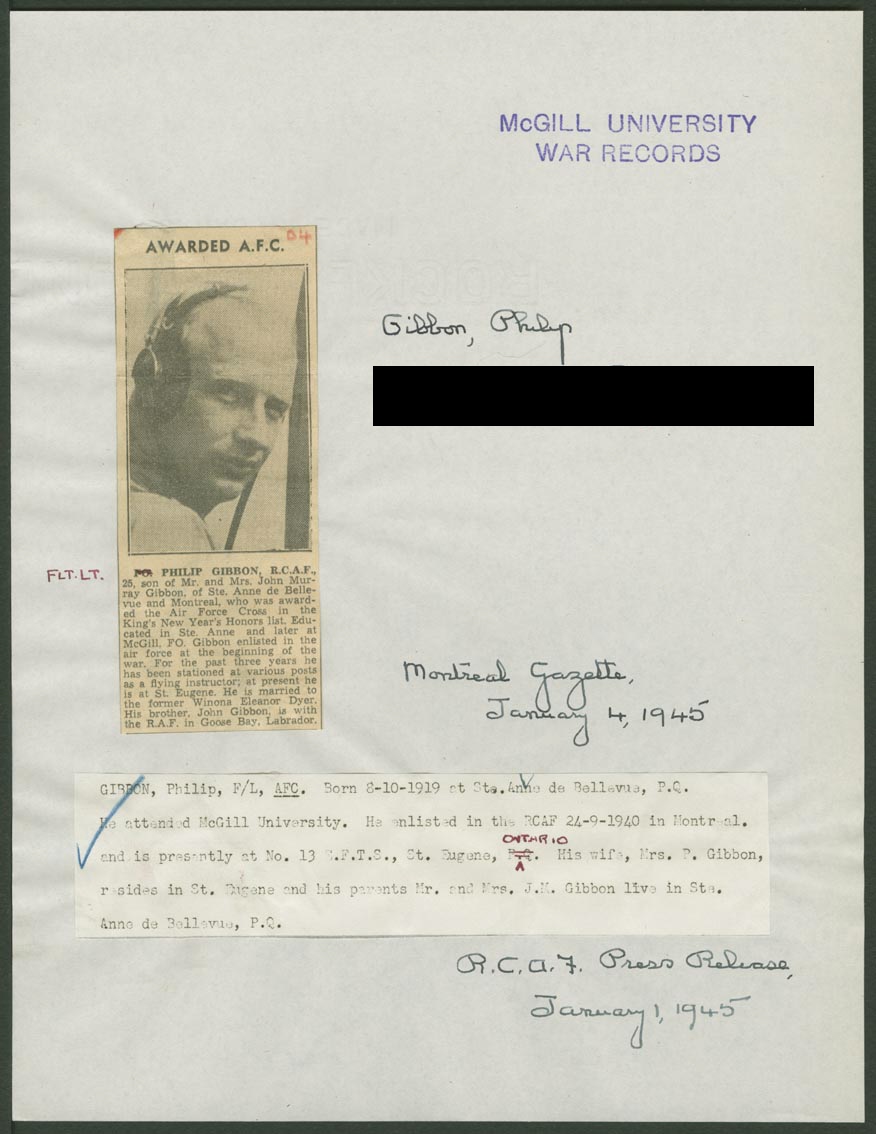 McGILL UNIVERSITY
WAR RECORDS
AWARDED A.F.C.
04
Gibbon, Philip
FLT. LT.
FO. PHILIP GIBBON, R.C.A.F.,
25, son of Mr. and Mrs. John Mur-
ray Gibbon, of Ste. Anne de Belle-
vue and Montreal, who was award-
ed the Air Force Cross in the
King's New Year's Honors list. Edu-
cated in Ste. Anne and later at
McGill, FO. Gibbon enlisted in the
air force at the beginning of the
war. For the past three years he
has been stationed at various posts
as a flying instructor; at present he
is at St. Eugene. He is married to
the former Winona Eleanor Dyer.
His brother, John Gibbon, is with
the R.A.F. in Goose Bay, Labrador.
Montreal Gazette,
January 4, 1945
GIBBON, Philip, F/L, AFC. Born 8-10-1919 at Ste. Anne de Bellevue, P.Q.
He attended McGill University. He enlisted in the RCAF 24-9-1940 in Montreal.
ONTARIO
and is presently at No. 13 E.F.T.S., St. Eugene, P.Q. His wife, Mrs. P. Gibbon,
resides in St. Eugene and his parents Mr. and Mrs. J.M. Gibbon live in Ste.
Anne de Bellevue, P.Q.
R.C.A.F. Press Release,
January 1, 1945